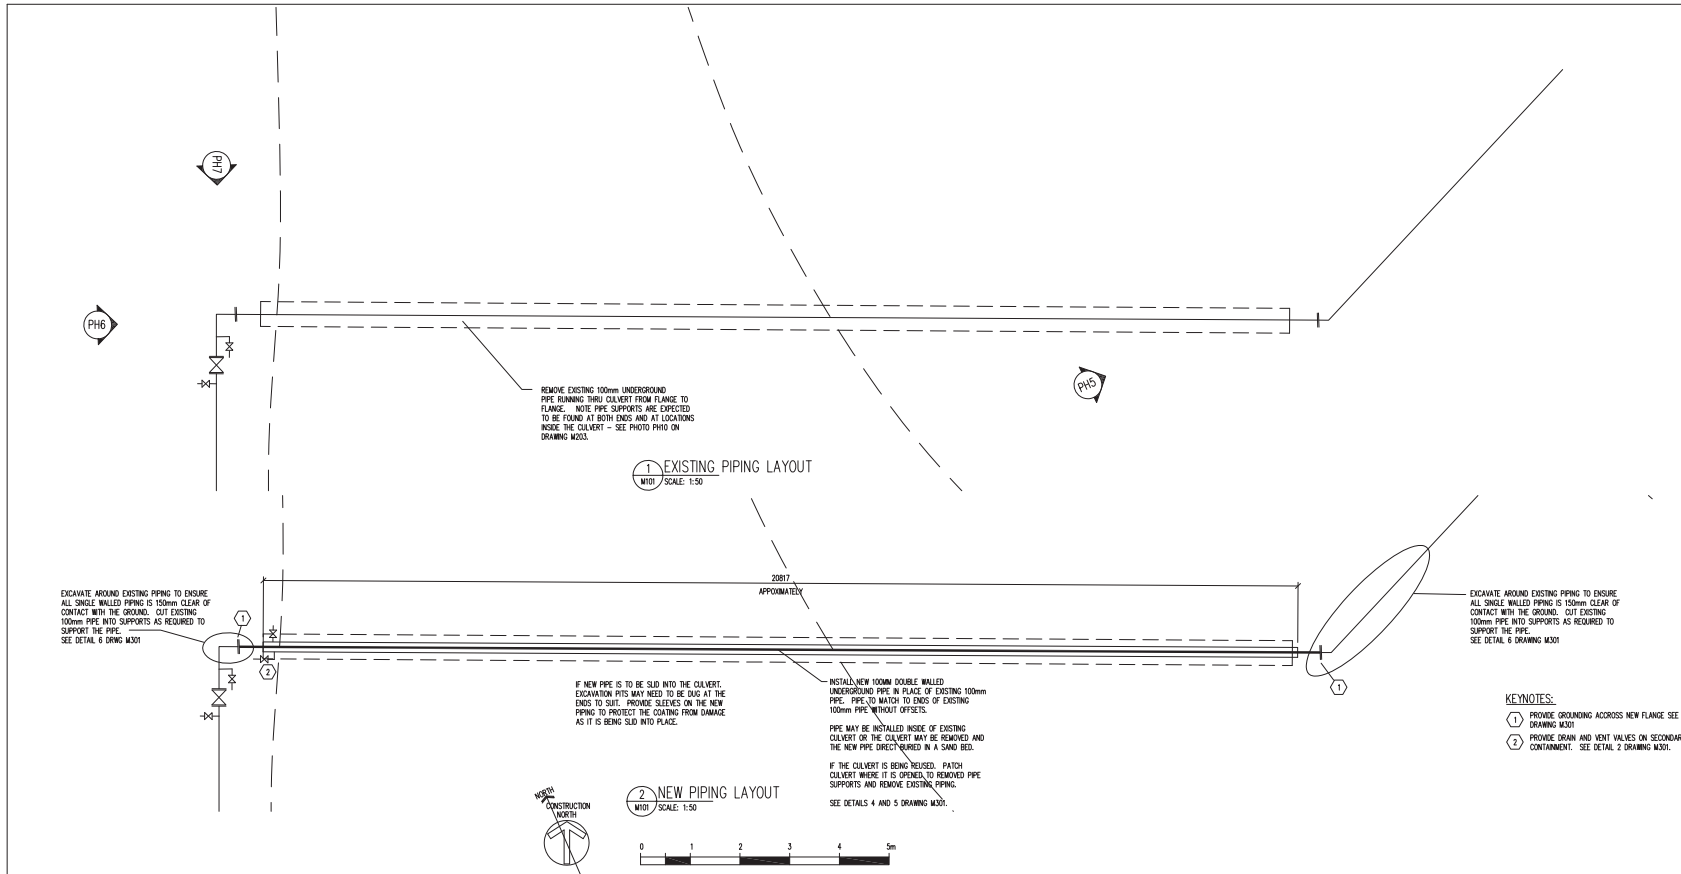 PH7
PH6
PH5
REMOVE EXISTING 100mm UNDERGROUND
PIPE RUNNING THRU CULVERT FROM FLANGE TO
FLANGE. NOTE PIPE SUPPORTS ARE EXPECTED
TO BE FOUND AT BOTH ENDS AND AT LOCATIONS
INSIDE THE CULVERT – SEE PHOTO PH10 ON
DRAWING M203.
1
M101
EXISTING PIPING LAYOUT
SCALE: 1:50
20817
APPOXIMATELY
EXCAVATE AROUND EXISTING PIPING TO ENSURE
ALL SINGLE WALLED PIPING IS 150mm CLEAR OF
CONTACT WITH THE GROUND. CUT EXISTING
100mm PIPE INTO SUPPORTS AS REQUIRED TO
SUPPORT THE PIPE.
SEE DETAIL 6 DRWG M301
1
2
EXCAVATE AROUND EXISTING PIPING TO ENSURE
ALL SINGLE WALLED PIPING IS 150mm CLEAR OF
CONTACT WITH THE GROUND. CUT EXISTING
100mm PIPE INTO SUPPORTS AS REQUIRED TO
SUPPORT THE PIPE.
SEE DETAIL 6 DRAWING M301
1
IF NEW PIPE IS TO BE SLID INTO THE CULVERT.
EXCAVATION PITS MAY NEED TO BE DUG AT THE
ENDS TO SUIT. PROVIDE SLEEVES ON THE NEW
PIPING TO PROTECT THE COATING FROM DAMAGE
AS IT IS BEING SLID INTO PLACE.
INSTALL NEW 100MM DOUBLE WALLED
UNDERGROUND PIPE IN PLACE OF EXISTING 100mm
PIPE. PIPE TO MATCH TO ENDS OF EXISTING
100mm PIPE WITHOUT OFFSETS.
PIPE MAY BE INSTALLED INSIDE OF EXISTING
CULVERT OR THE CULVERT MAY BE REMOVED AND
THE NEW PIPE DIRECT BURIED IN A SAND BED.
IF THE CULVERT IS BEING REUSED. PATCH
CULVERT WHERE IT IS OPENED TO REMOVED PIPE
SUPPORTS AND REMOVE EXISTING PIPING.
SEE DETAILS 4 AND 5 DRAWING M301.
KEYNOTES:
1 PROVIDE GROUNDING ACCROSS NEW FLANGE SEE
DRAWING M301
2 PROVIDE DRAIN AND VENT VALVES ON SECONDAR
CONTAINMENT. SEE DETAIL 2 DRAWING M301.
2
M101
NEW PIPING LAYOUT
SCALE: 1:50
NORTH
CONSTRUCTION
NORTH
0 1 2 3 4 5m